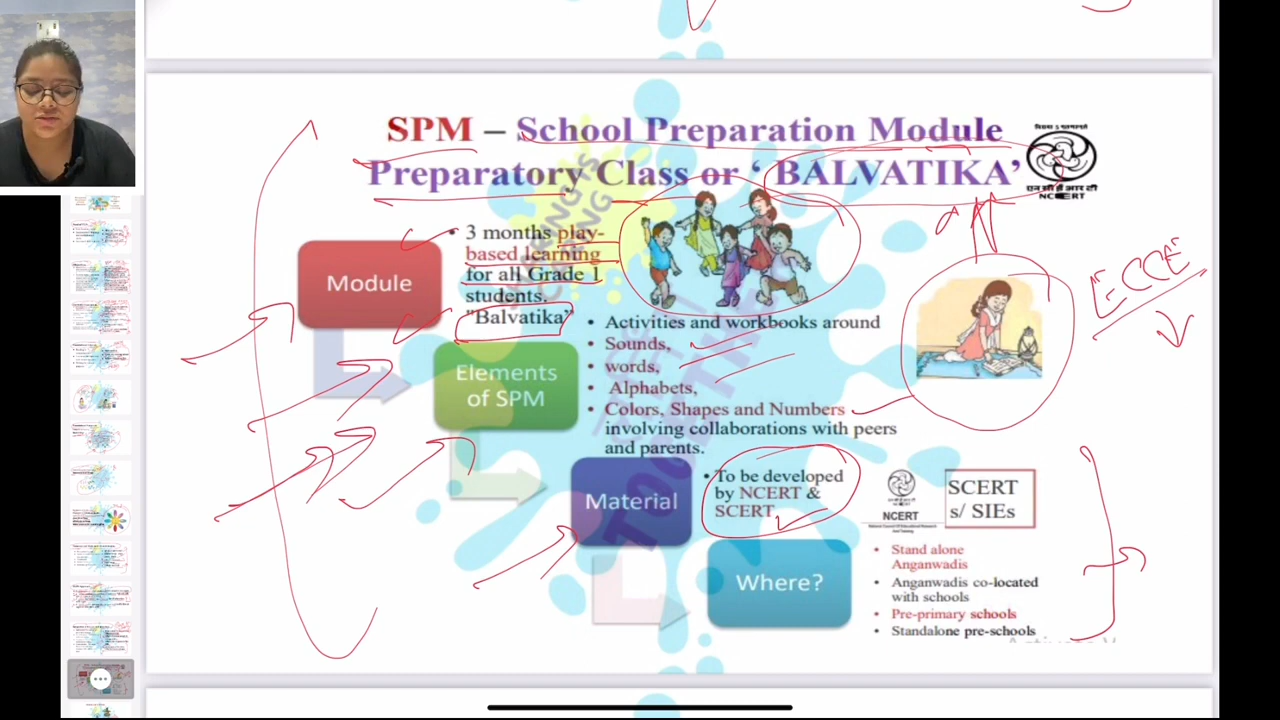 SPM – School Preparation Module
Preparatory Class or ‘ BALVATIKA’
एन सी ई आर टी
NCERT
Module
• 3 months play-
based learning
for all Grade 1
students.
"Balvatika"
ECCE
Elements
of SPM
• Activities and workbooks around
• Sounds,
• words,
• Alphabets,
• Colors, Shapes and Numbers
involving collaborations with peers
and parents.
Material
• To be developed
by NCERT &
SCERT
NCERT
SCERT
s/ SIEs
Where?
• Stand alone
Anganwadis
• Anganwadis co-located
with schools
• Pre-primary schools
• Standalone pre-schools